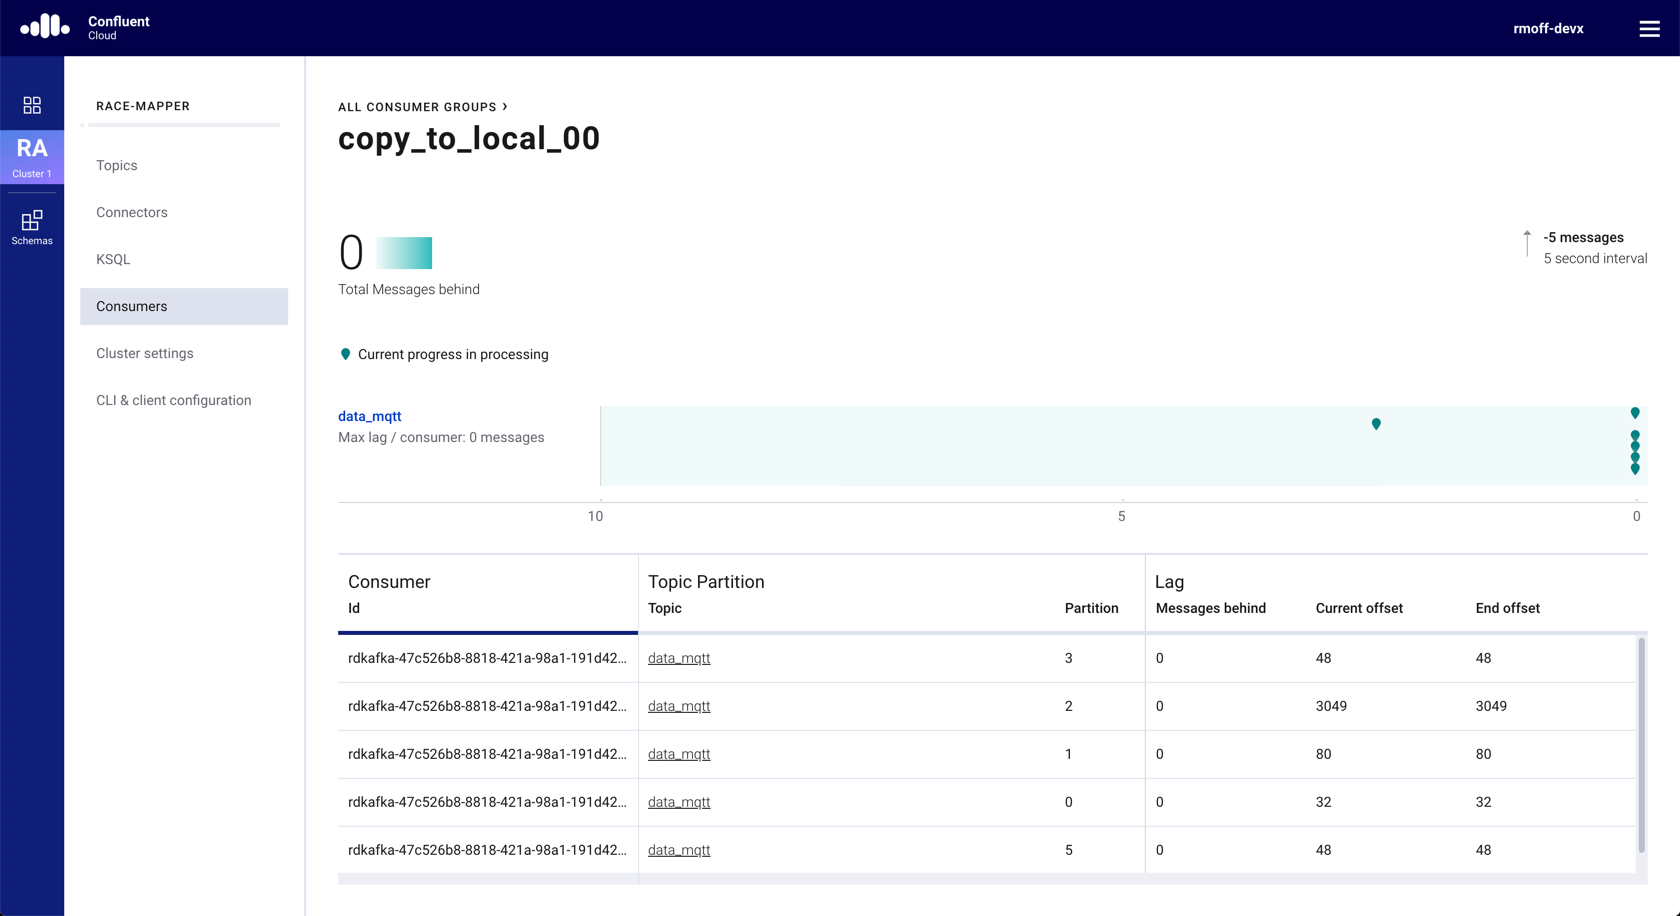 Confluent
Cloud
rmoff-devx
RA
Cluster 1
Schemas
RACE-MAPPER
Topics
Connectors
KSQL
Consumers
Cluster settings
CLI & client configuration
ALL CONSUMER GROUPS ›
copy_to_local_00
0
Total Messages behind
-5 messages
5 second interval
Current progress in processing
data_mqtt
Max lag / consumer: 0 messages
10 5 0
Consumer Topic Partition Lag
Id Topic Partition Messages behind Current offset End offset
rdkafka-47c526b8-8818-421a-98a1-191d42... data_mqtt 3 0 48 48
rdkafka-47c526b8-8818-421a-98a1-191d42... data_mqtt 2 0 3049 3049
rdkafka-47c526b8-8818-421a-98a1-191d42... data_mqtt 1 0 80 80
rdkafka-47c526b8-8818-421a-98a1-191d42... data_mqtt 0 0 32 32
rdkafka-47c526b8-8818-421a-98a1-191d42... data_mqtt 5 0 48 48